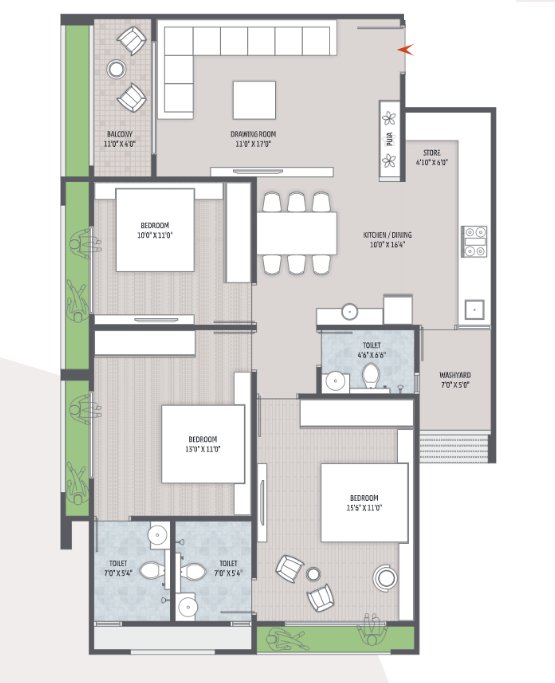 BALCONY
11'0" X 4'0"
DRAWING ROOM
11'0" X 17'0"
PUJA
STORE
4'10" X 6'0"
BEDROOM
10'0" X 11'0"
KITCHEN / DINING
10'0" X 16'4"
TOILET
4'6" X 6'6"
WASHYARD
7'0" X 5'0"
BEDROOM
13'0" X 11'0"
BEDROOM
15'6" X 11'0"
TOILET
7'0" X 5'4"
TOILET
7'0" X 5'4"